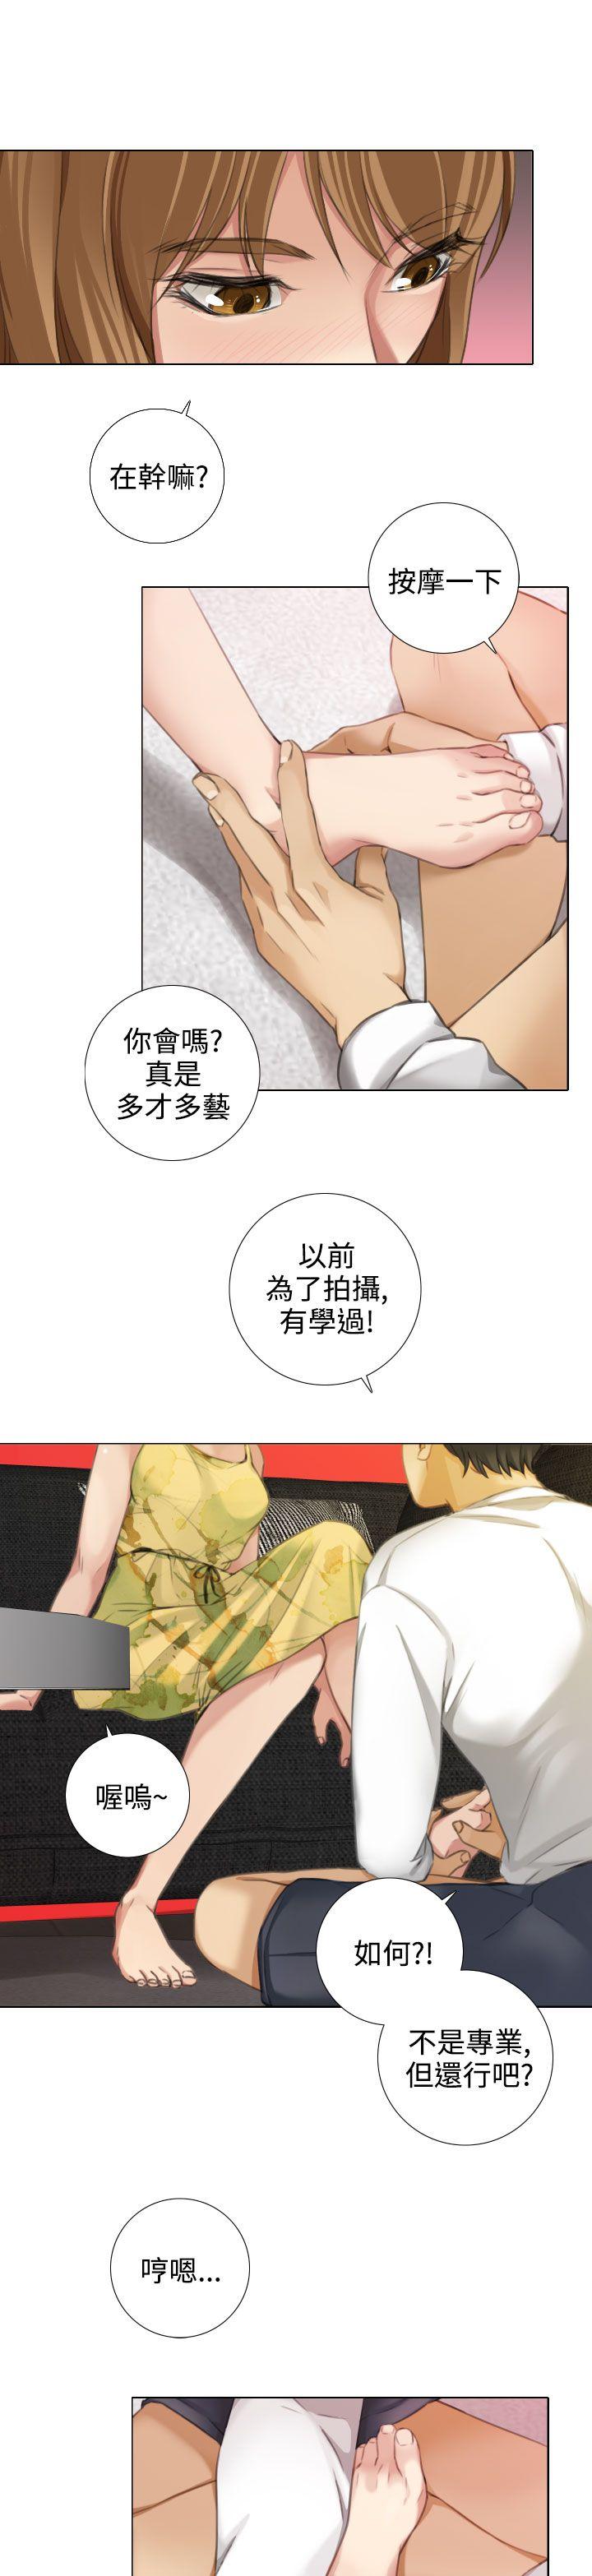 在幹嘛?
按摩一下
你會嗎?
真是
多才多藝
以前
為了拍攝,
有學過!
喔嗚~
如何?!
不是專業,
但還行吧?
哼嗯...